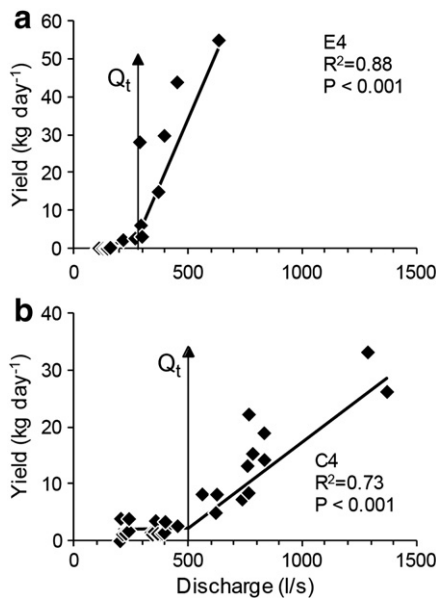 a
60
E4
R²=0.88
P < 0.001
50
Qt
40
30
20
10
0
Yield (kg day⁻¹)
0 500 1000 1500
b
40
Qt
30
20
C4
R²=0.73
P < 0.001
10
0
Yield (kg day⁻¹)
0 500 1000 1500
Discharge (l/s)